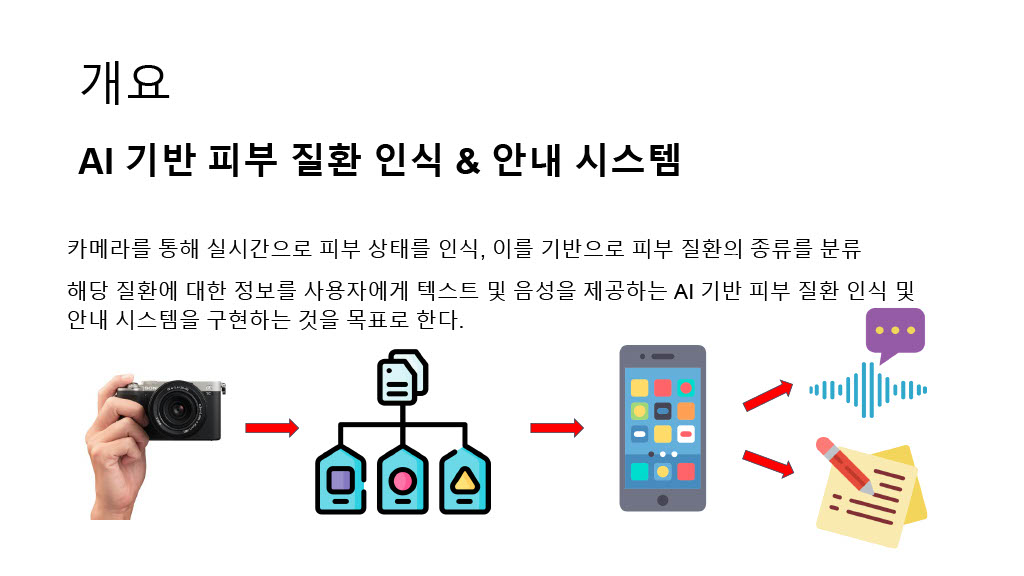 개요
AI 기반 피부 질환 인식 & 안내 시스템
카메라를 통해 실시간으로 피부 상태를 인식, 이를 기반으로 피부 질환의 종류를 분류
해당 질환에 대한 정보를 사용자에게 텍스트 및 음성을 제공하는 AI 기반 피부 질환 인식 및
안내 시스템을 구현하는 것을 목표로 한다.